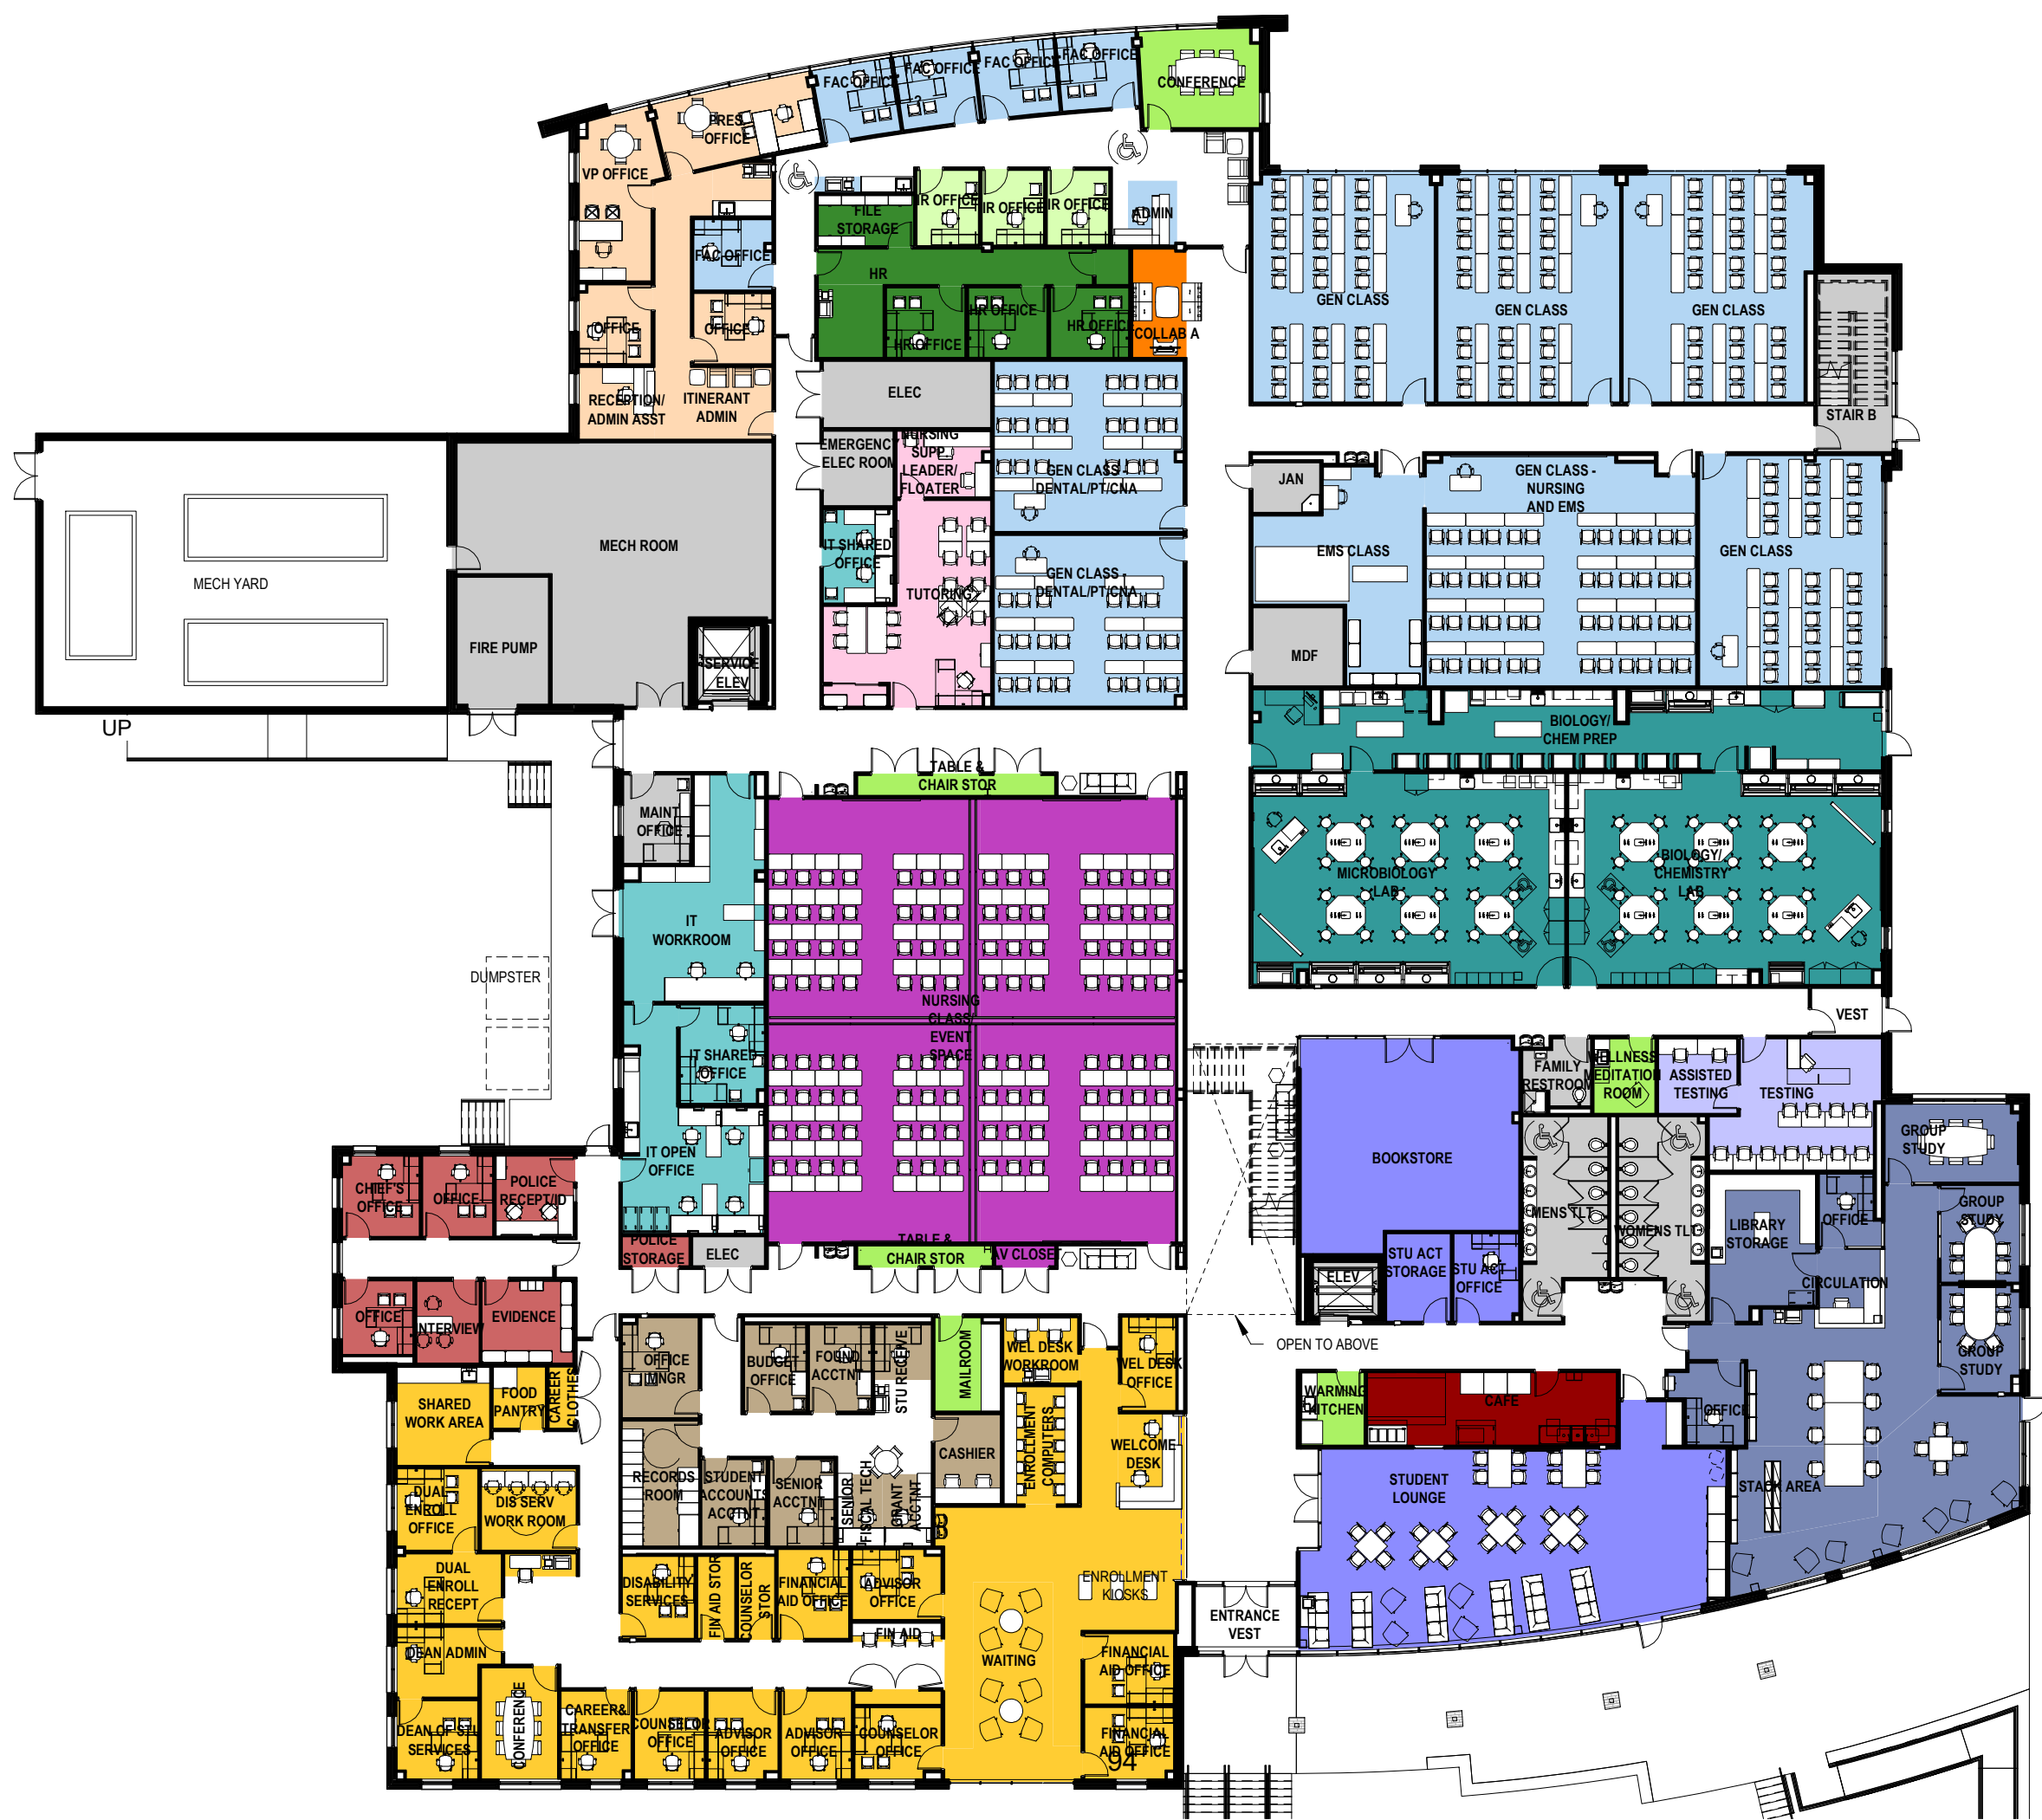 FAC OFFICE
FAC OFFICE
FAC OFFICE
FAC OFFICE
CONFERENCE
PRES
OFFICE
VP OFFICE
FILE
STORAGE
HR OFFICE
HR OFFICE
HR OFFICE
ADMIN
FAC OFFICE
HR
OFFICE
OFFICE
HR OFFICE
HR OFFICE
HR OFFICE
COLLAB A
GEN CLASS
GEN CLASS
GEN CLASS
STAIR B
RECEPTION/
ADMIN ASST
ITINERANT
ADMIN
ELEC
EMERGENCY
ELEC ROOM
NURSING
SUPP
LEADER/
FLOATER
GEN CLASS -
DENTAL/PT/CNA
JAN
GEN CLASS -
NURSING
AND EMS
EMS CLASS
GEN CLASS
MECH ROOM
MECH YARD
IT SHARED
OFFICE
TUTORING
GEN CLASS -
DENTAL/PT/CNA
FIRE PUMP
SERVICE
ELEV
MDF
UP
BIOLOGY/
CHEM PREP
TABLE &
CHAIR STOR
MAINT
OFFICE
MICROBIOLOGY
LAB
BIOLOGY/
CHEMISTRY
LAB
IT
WORKROOM
DUMPSTER
NURSING
CLASS/
EVENT
SPACE
VEST
IT SHARED
OFFICE
FAMILY
RESTROOM
WELLNESS
MEDITATION
ROOM
ASSISTED
TESTING
TESTING
IT OPEN
OFFICE
BOOKSTORE
GROUP
STUDY
CHIEF'S
OFFICE
OFFICE
POLICE
RECEPT/ID
MENS TLT
WOMENS TLT
LIBRARY
STORAGE
OFFICE
GROUP
STUDY
POLICE
STORAGE
ELEC
TABLE &
CHAIR STOR
AV CLOSET
STU ACT
STORAGE
STU ACT
OFFICE
ELEV
CIRCULATION
OFFICE
INTERVIEW
EVIDENCE
OPEN TO ABOVE
GROUP
STUDY
OFFICE
MNGR
BUDGET
OFFICE
FOUND
ACCTNT
STU RECEIVE
MAILROOM
WEL DESK
WORKROOM
WEL DESK
OFFICE
SHARED
WORK AREA
FOOD
PANTRY
CAREER
CLOTHES
WARMING
KITCHEN
CAFE
OFFICE
RECORDS
ROOM
STUDENT
ACCOUNTS
ACCTNT
SENIOR
ACCTNT
SENIOR
FISCAL TECH
GRANT
ACCTNT
CASHIER
ENROLLMENT
COMPUTERS
WELCOME
DESK
STUDENT
LOUNGE
STACK AREA
DUAL
ENROLL
OFFICE
DIS SERV
WORK ROOM
DUAL
ENROLL
RECEPT
DISABILITY
SERVICES
FIN AID STOR
COUNSELOR
STOR
FINANCIAL
AID OFFICE
ADVISOR
OFFICE
ENROLLMENT
KIOSKS
ENTRANCE
VEST
DEAN ADMIN
FIN AID
WAITING
FINANCIAL
AID OFFICE
DEAN OF STU
SERVICES
CONFERENCE
CAREER&
TRANSFER
OFFICE
COUNSELOR
OFFICE
ADVISOR
OFFICE
ADVISOR
OFFICE
COUNSELOR
OFFICE
FINANCIAL
AID OFFICE
94